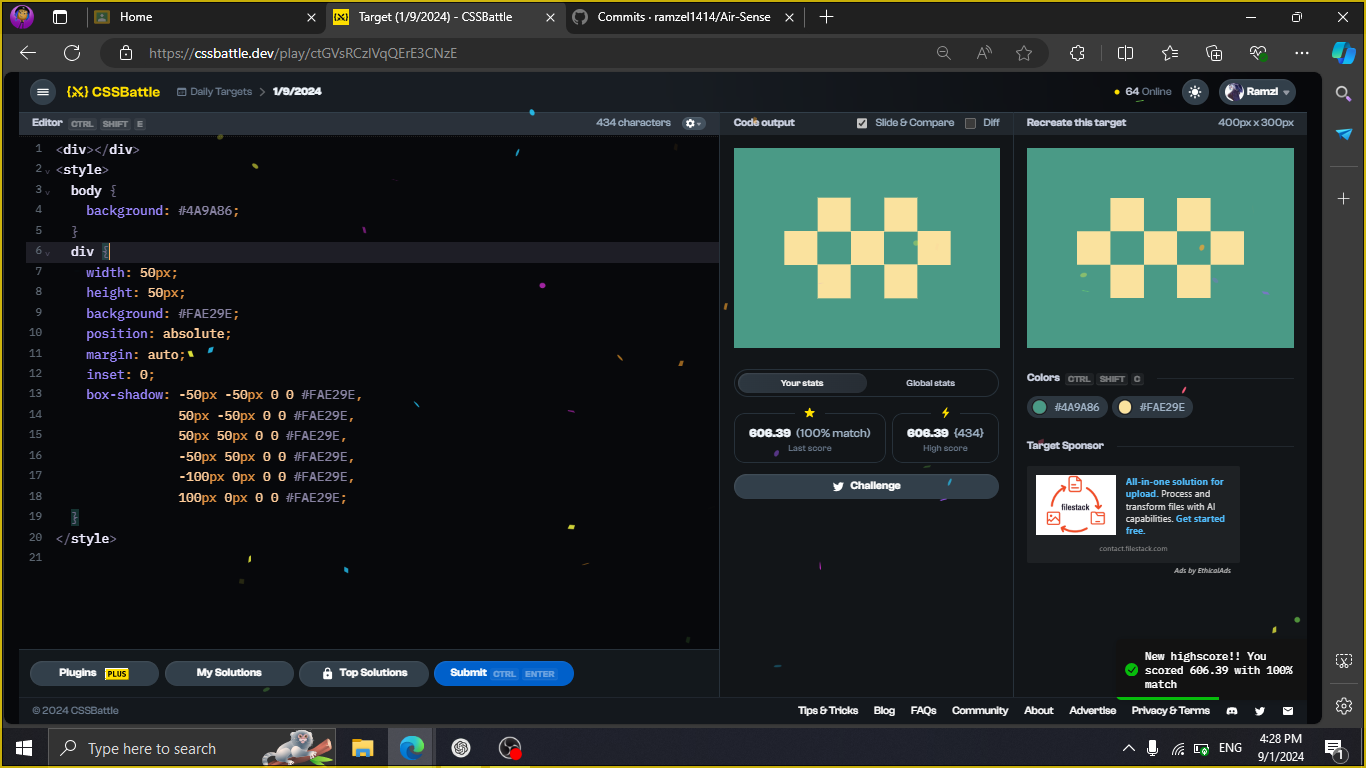 Home
Target (1/9/2024) - CSSBattle
Commits · ramzel1414/Air-Sense
https://cssbattle.dev/play/ctGVsRCzIVqQErE3CNzE
{X} CSSBattle
Daily Targets > 1/9/2024
64 Online
Ramzl
Editor CTRL SHIFT E
434 characters
Code output
Slide & Compare
Diff
Recreate this target
400px x 300px
1 <div></div>
2 <style>
3 body {
4 background: #4A9A86;
5 }
6 div {
7 width: 50px;
8 height: 50px;
9 background: #FAE29E;
10 position: absolute;
11 margin: auto;
12 inset: 0;
13 box-shadow: -50px -50px 0 0 #FAE29E,
14 50px -50px 0 0 #FAE29E,
15 50px 50px 0 0 #FAE29E,
16 -50px 50px 0 0 #FAE29E,
17 -100px 0px 0 0 #FAE29E,
18 100px 0px 0 0 #FAE29E;
19 }
20 </style>
21
Your stats
Global stats
606.39 (100% match)
Last score
606.39 {434}
High score
Challenge
Colors CTRL SHIFT C
#4A9A86
#FAE29E
Target Sponsor
filestack
All-in-one solution for
upload. Process and
transform files with AI
capabilities. Get started
free.
contact.filestack.com
Ads by EthicalAds
Plugins PLUS
My Solutions
Top Solutions
Submit CTRL ENTER
New highscore!! You
scored 606.39 with 100%
match
© 2024 CSSBattle
Tips & Tricks
Blog
FAQs
Community
About
Advertise
Privacy & Terms
Type here to search
ENG
4:28 PM
9/1/2024
1